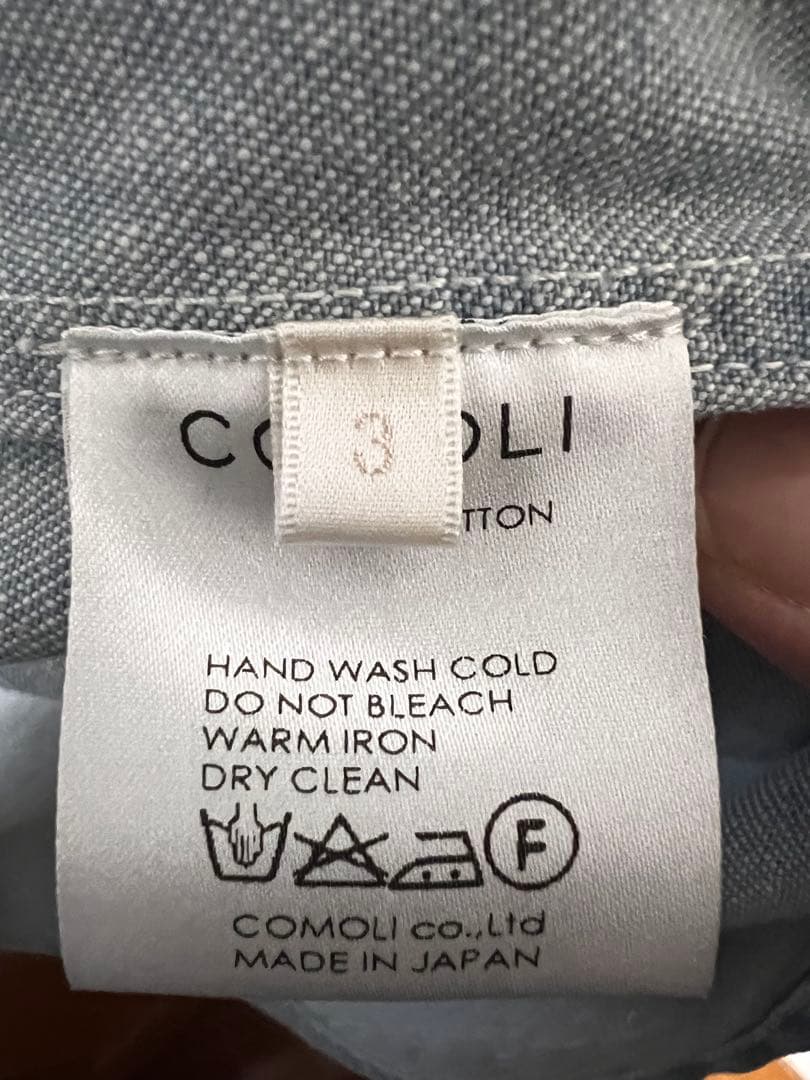 CO OLI
3
TTON
HAND WASH COLD
DO NOT BLEACH
WARM IRON
DRY CLEAN
F
COMOLI co.,Ltd
MADE IN JAPAN